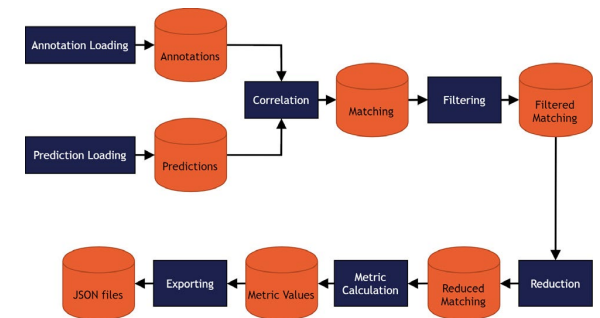 Annotation Loading
Annotations
Prediction Loading
Predictions
Correlation
Matching
Filtering
Filtered
Matching
Reduction
Reduced
Matching
Metric
Calculation
Metric Values
Exporting
JSON files